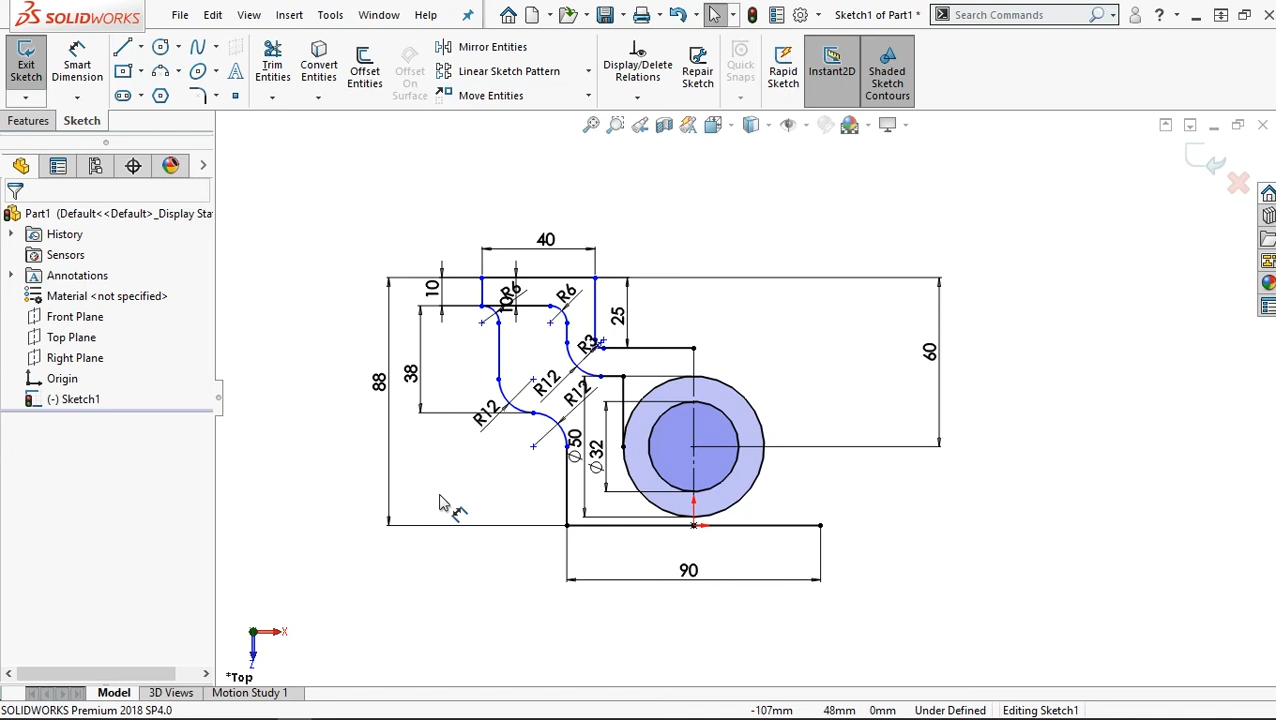 SOLIDWORKS
File Edit View Insert Tools Window Help
Sketch1 of Part1 *
Search Commands
?
Exit Sketch
Smart Dimension
Trim Entities
Convert Entities
Offset Entities
Offset On Surface
Mirror Entities
Linear Sketch Pattern
Move Entities
Display/Delete Relations
Repair Sketch
Quick Snaps
Rapid Sketch
Instant2D
Shaded Sketch Contours
Features Sketch
Part1 (Default<<Default>_Display Sta
History
Sensors
Annotations
Material <not specified>
Front Plane
Top Plane
Right Plane
Origin
(-) Sketch1
40
10
R6
10
R6
25
60
R3
88
38
R12
R12
R12
∅50
∅32
90
X
Z
*Top
Model 3D Views Motion Study 1
SOLIDWORKS Premium 2018 SP4.0
-107mm 48mm 0mm Under Defined Editing Sketch1